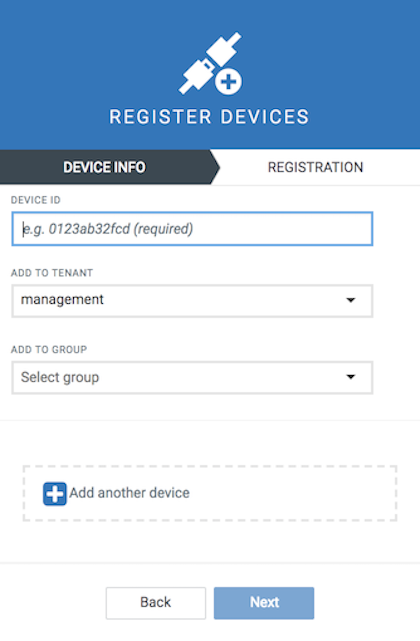 REGISTER DEVICES
DEVICE INFO
REGISTRATION
DEVICE ID
e.g. 0123ab32fcd (required)
ADD TO TENANT
management
ADD TO GROUP
Select group
Add another device
Back
Next